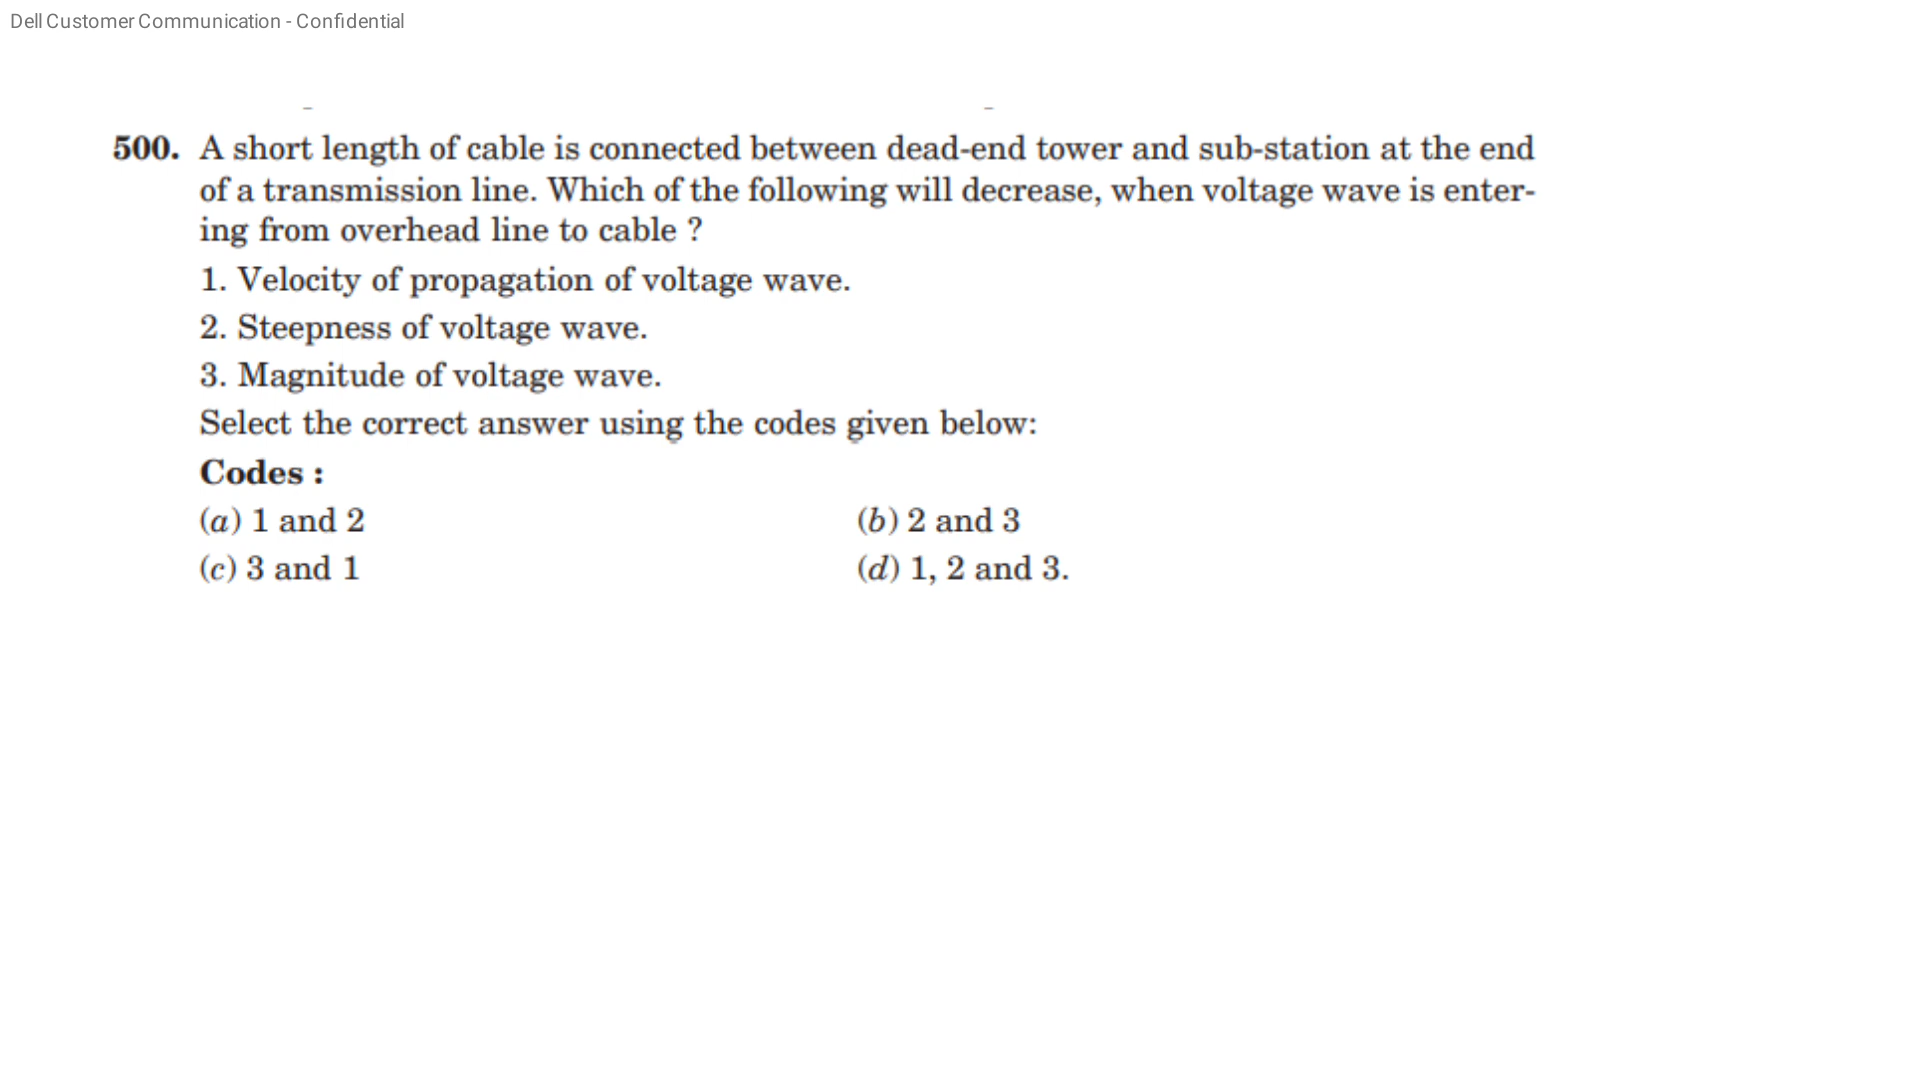 Dell Customer Communication - Confidential
500. A short length of cable is connected between dead-end tower and sub-station at the end
of a transmission line. Which of the following will decrease, when voltage wave is enter-
ing from overhead line to cable ?
1. Velocity of propagation of voltage wave.
2. Steepness of voltage wave.
3. Magnitude of voltage wave.
Select the correct answer using the codes given below:
Codes :
(a) 1 and 2 (b) 2 and 3
(c) 3 and 1 (d) 1, 2 and 3.